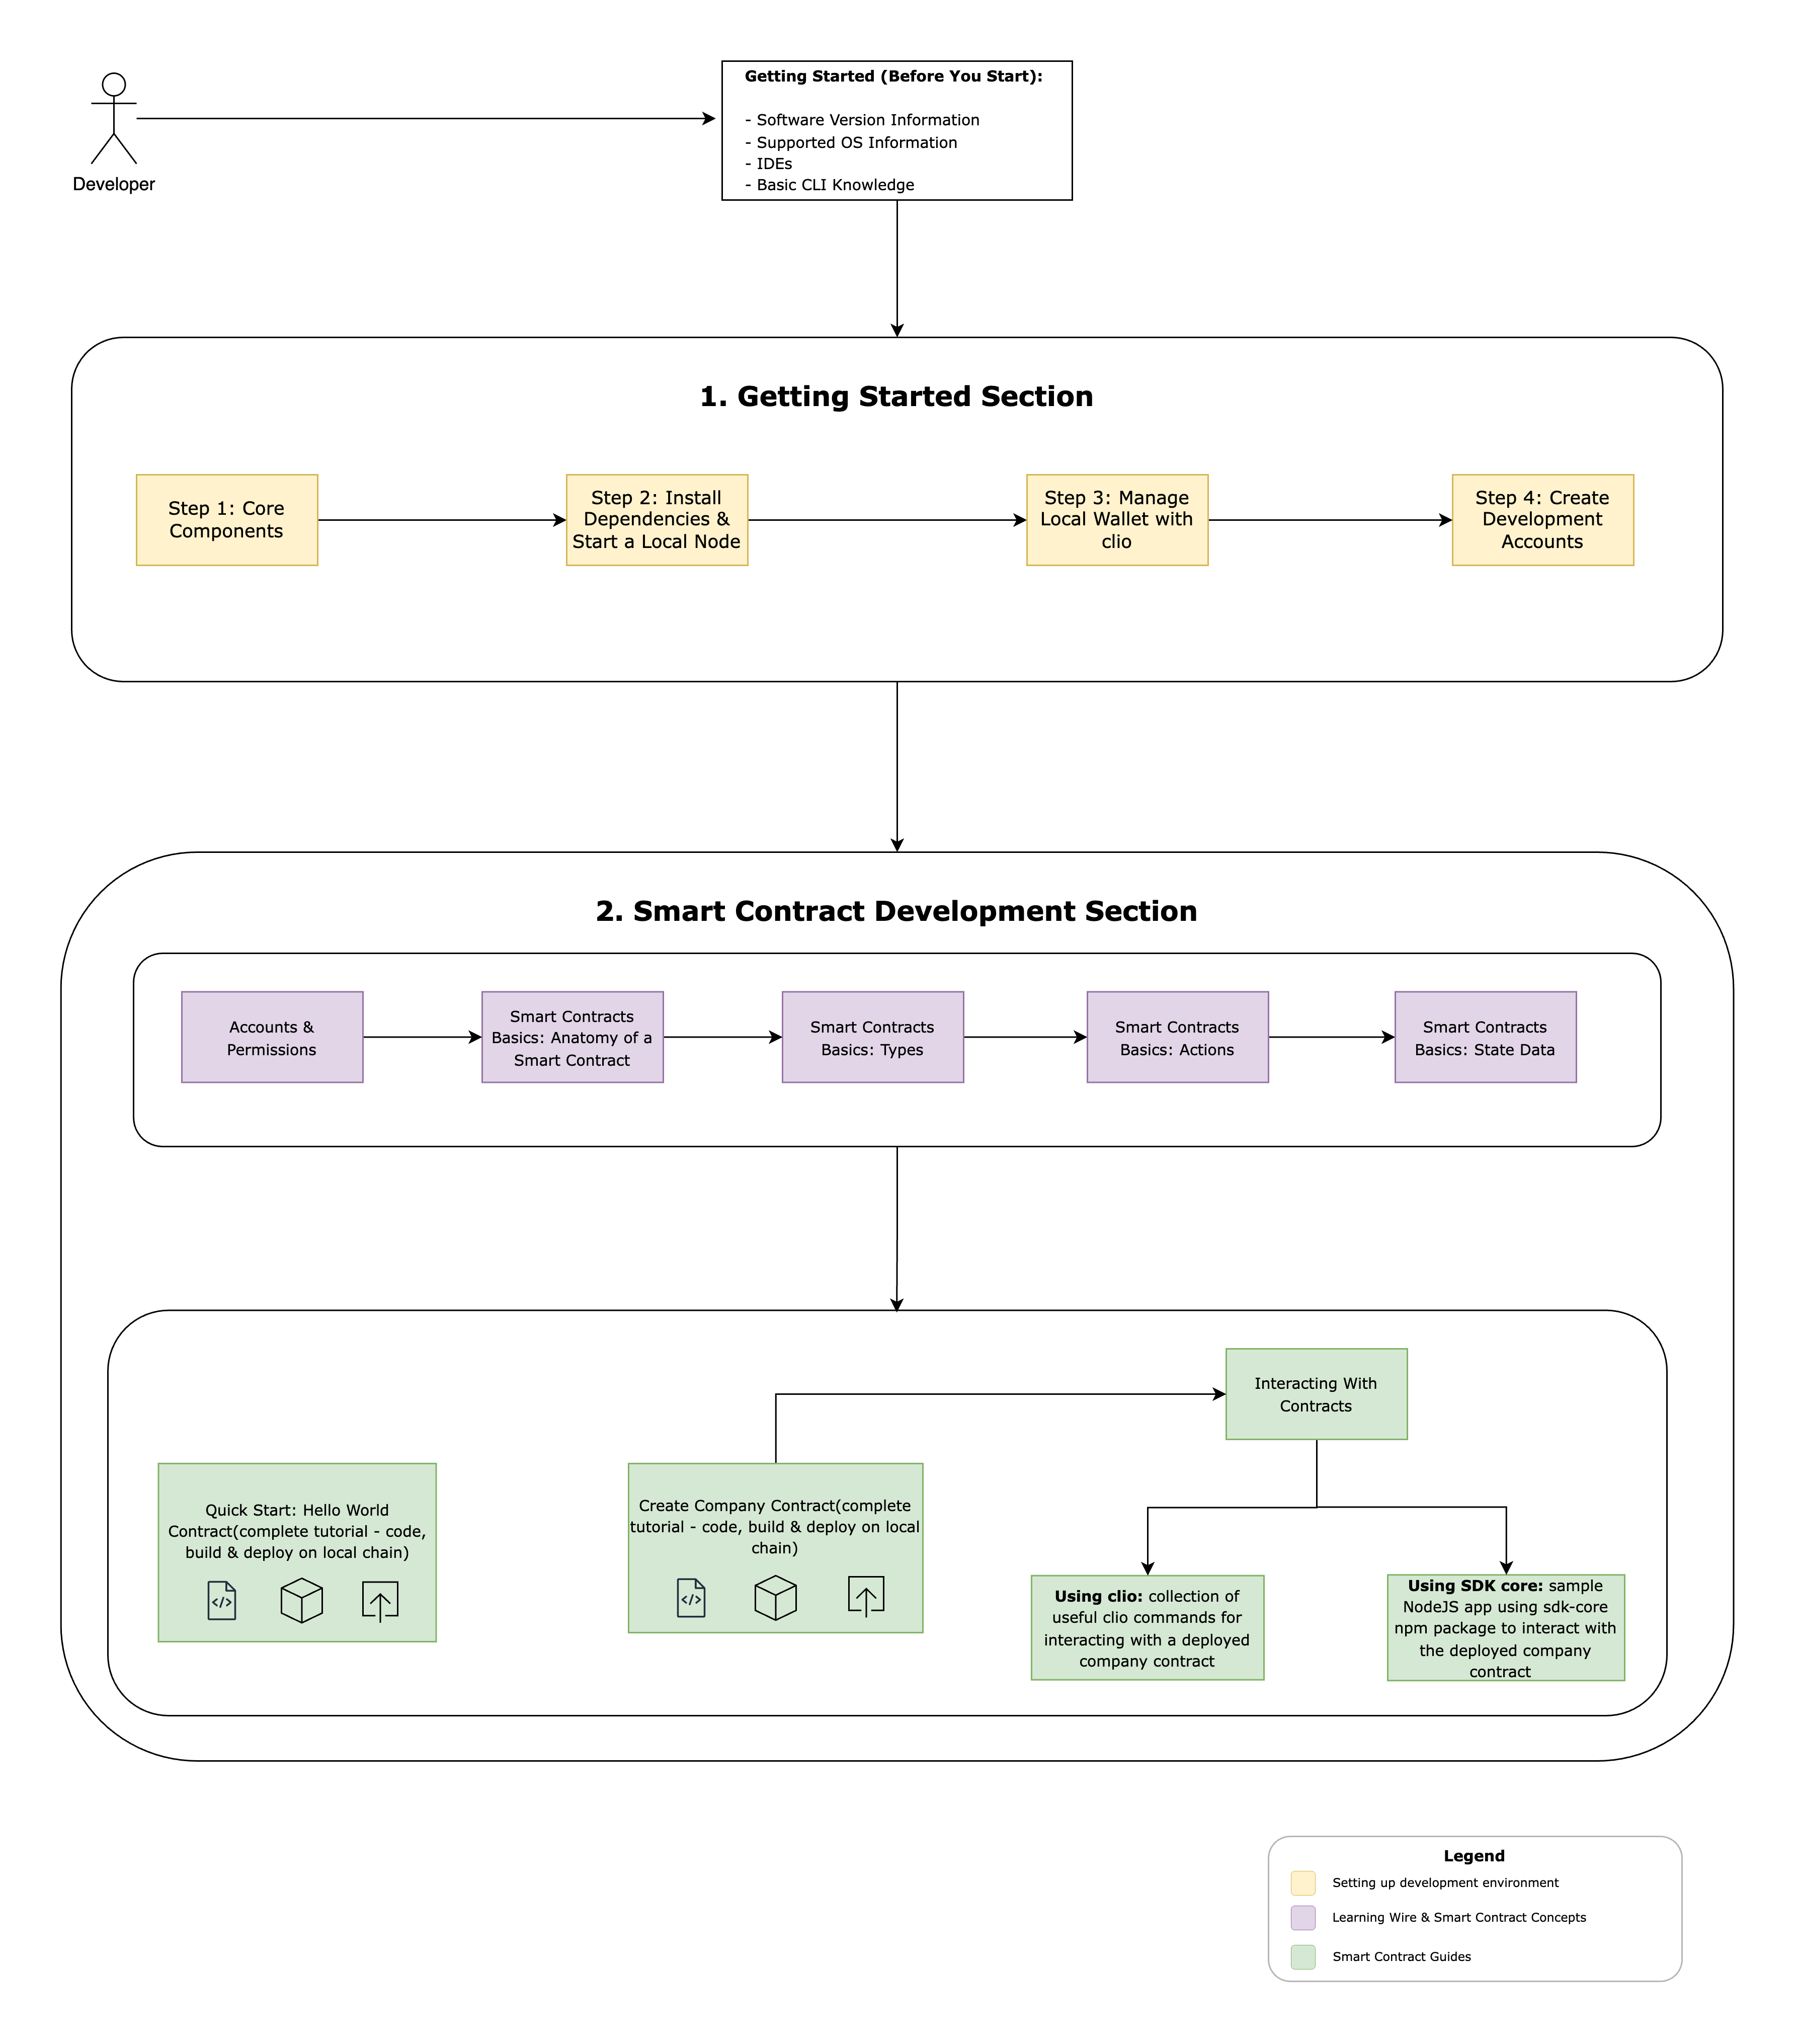 Getting Started (Before You Start):
- Software Version Information
- Supported OS Information
- IDEs
- Basic CLI Knowledge
Developer
1. Getting Started Section
Step 1: Core
Components
Step 2: Install
Dependencies &
Start a Local Node
Step 3: Manage
Local Wallet with
clio
Step 4: Create
Development
Accounts
2. Smart Contract Development Section
Accounts &
Permissions
Smart Contracts
Basics: Anatomy of a
Smart Contract
Smart Contracts
Basics: Types
Smart Contracts
Basics: Actions
Smart Contracts
Basics: State Data
Interacting With
Contracts
Quick Start: Hello World
Contract(complete tutorial - code,
build & deploy on local chain)
</>
Create Company Contract(complete
tutorial - code, build & deploy on local
chain)
</>
Using clio: collection of
useful clio commands for
interacting with a deployed
company contract
Using SDK core: sample
NodeJS app using sdk-core
npm package to interact with
the deployed company
contract
Legend
Setting up development environment
Learning Wire & Smart Contract Concepts
Smart Contract Guides